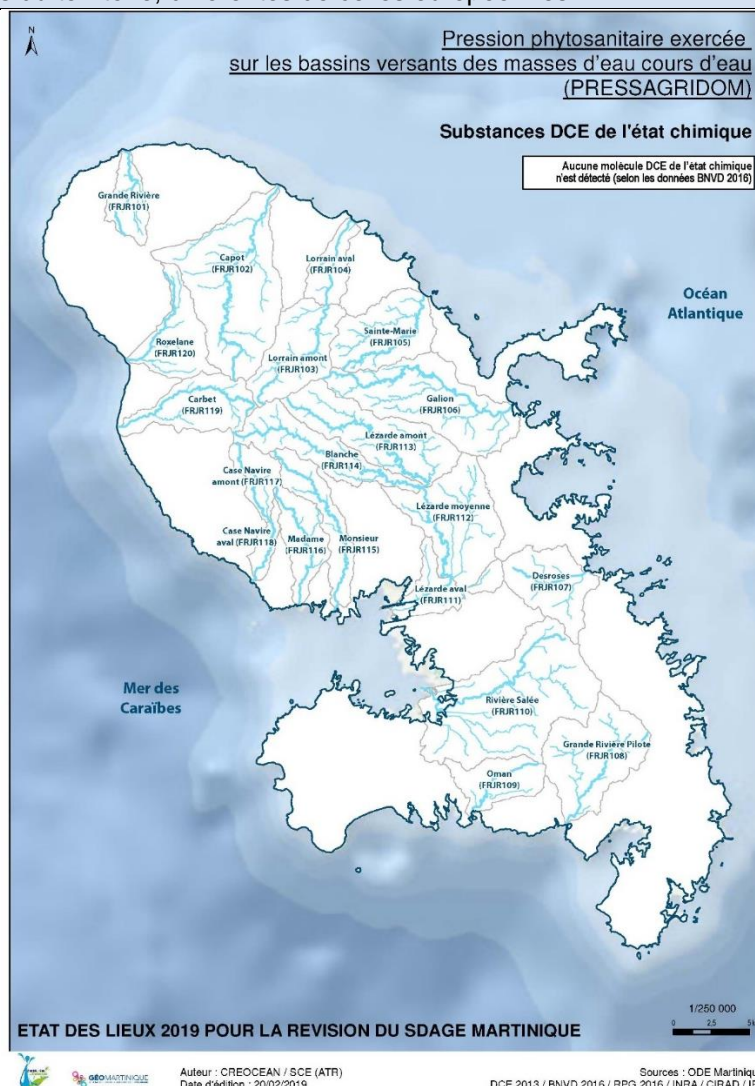 Pression phytosanitaire exercée
sur les bassins versants des masses d'eau cours d'eau
(PRESSAGRIDOM)
Substances DCE de l'état chimique
Aucune molécule DCE de l'état chimique
n'est détecté (selon les données BNVD 2016)
N
Grande Rivière
(FRJR101)
Capot
(FRJR102)
Lorrain aval
(FRJR104)
Océan
Atlantique
Sainte-Marie
(FRJR105)
Roxelane
(FRJR120)
Lorrain amont
(FRJR103)
Carbet
(FRJR119)
Galion
(FRJR106)
Lézarde amont
(FRJR113)
Blanche
(FRJR114)
Case Navire
amont (FRJR117)
Lézarde moyenne
(FRJR112)
Case Navire
aval (FRJR118)
Madame
(FRJR116)
Monsieur
(FRJR115)
Desroses
(FRJR107)
Lézarde aval
(FRJR111)
Mer des
Caraïbes
Rivière Salée
(FRJR110)
Grande Rivière Pilote
(FRJR108)
Oman
(FRJR109)
1/250 000
0 2,5
ETAT DES LIEUX 2019 POUR LA REVISION DU SDAGE MARTINIQUE
GÉOMARTINIQUE
Auteur : CREOCEAN / SCE (ATR)
Date d'édition : 20/02/2019
Sources : ODE Martiniq
DCE 2013 / BNVD 2016 / RPG 2016 / INRA / CIRAD